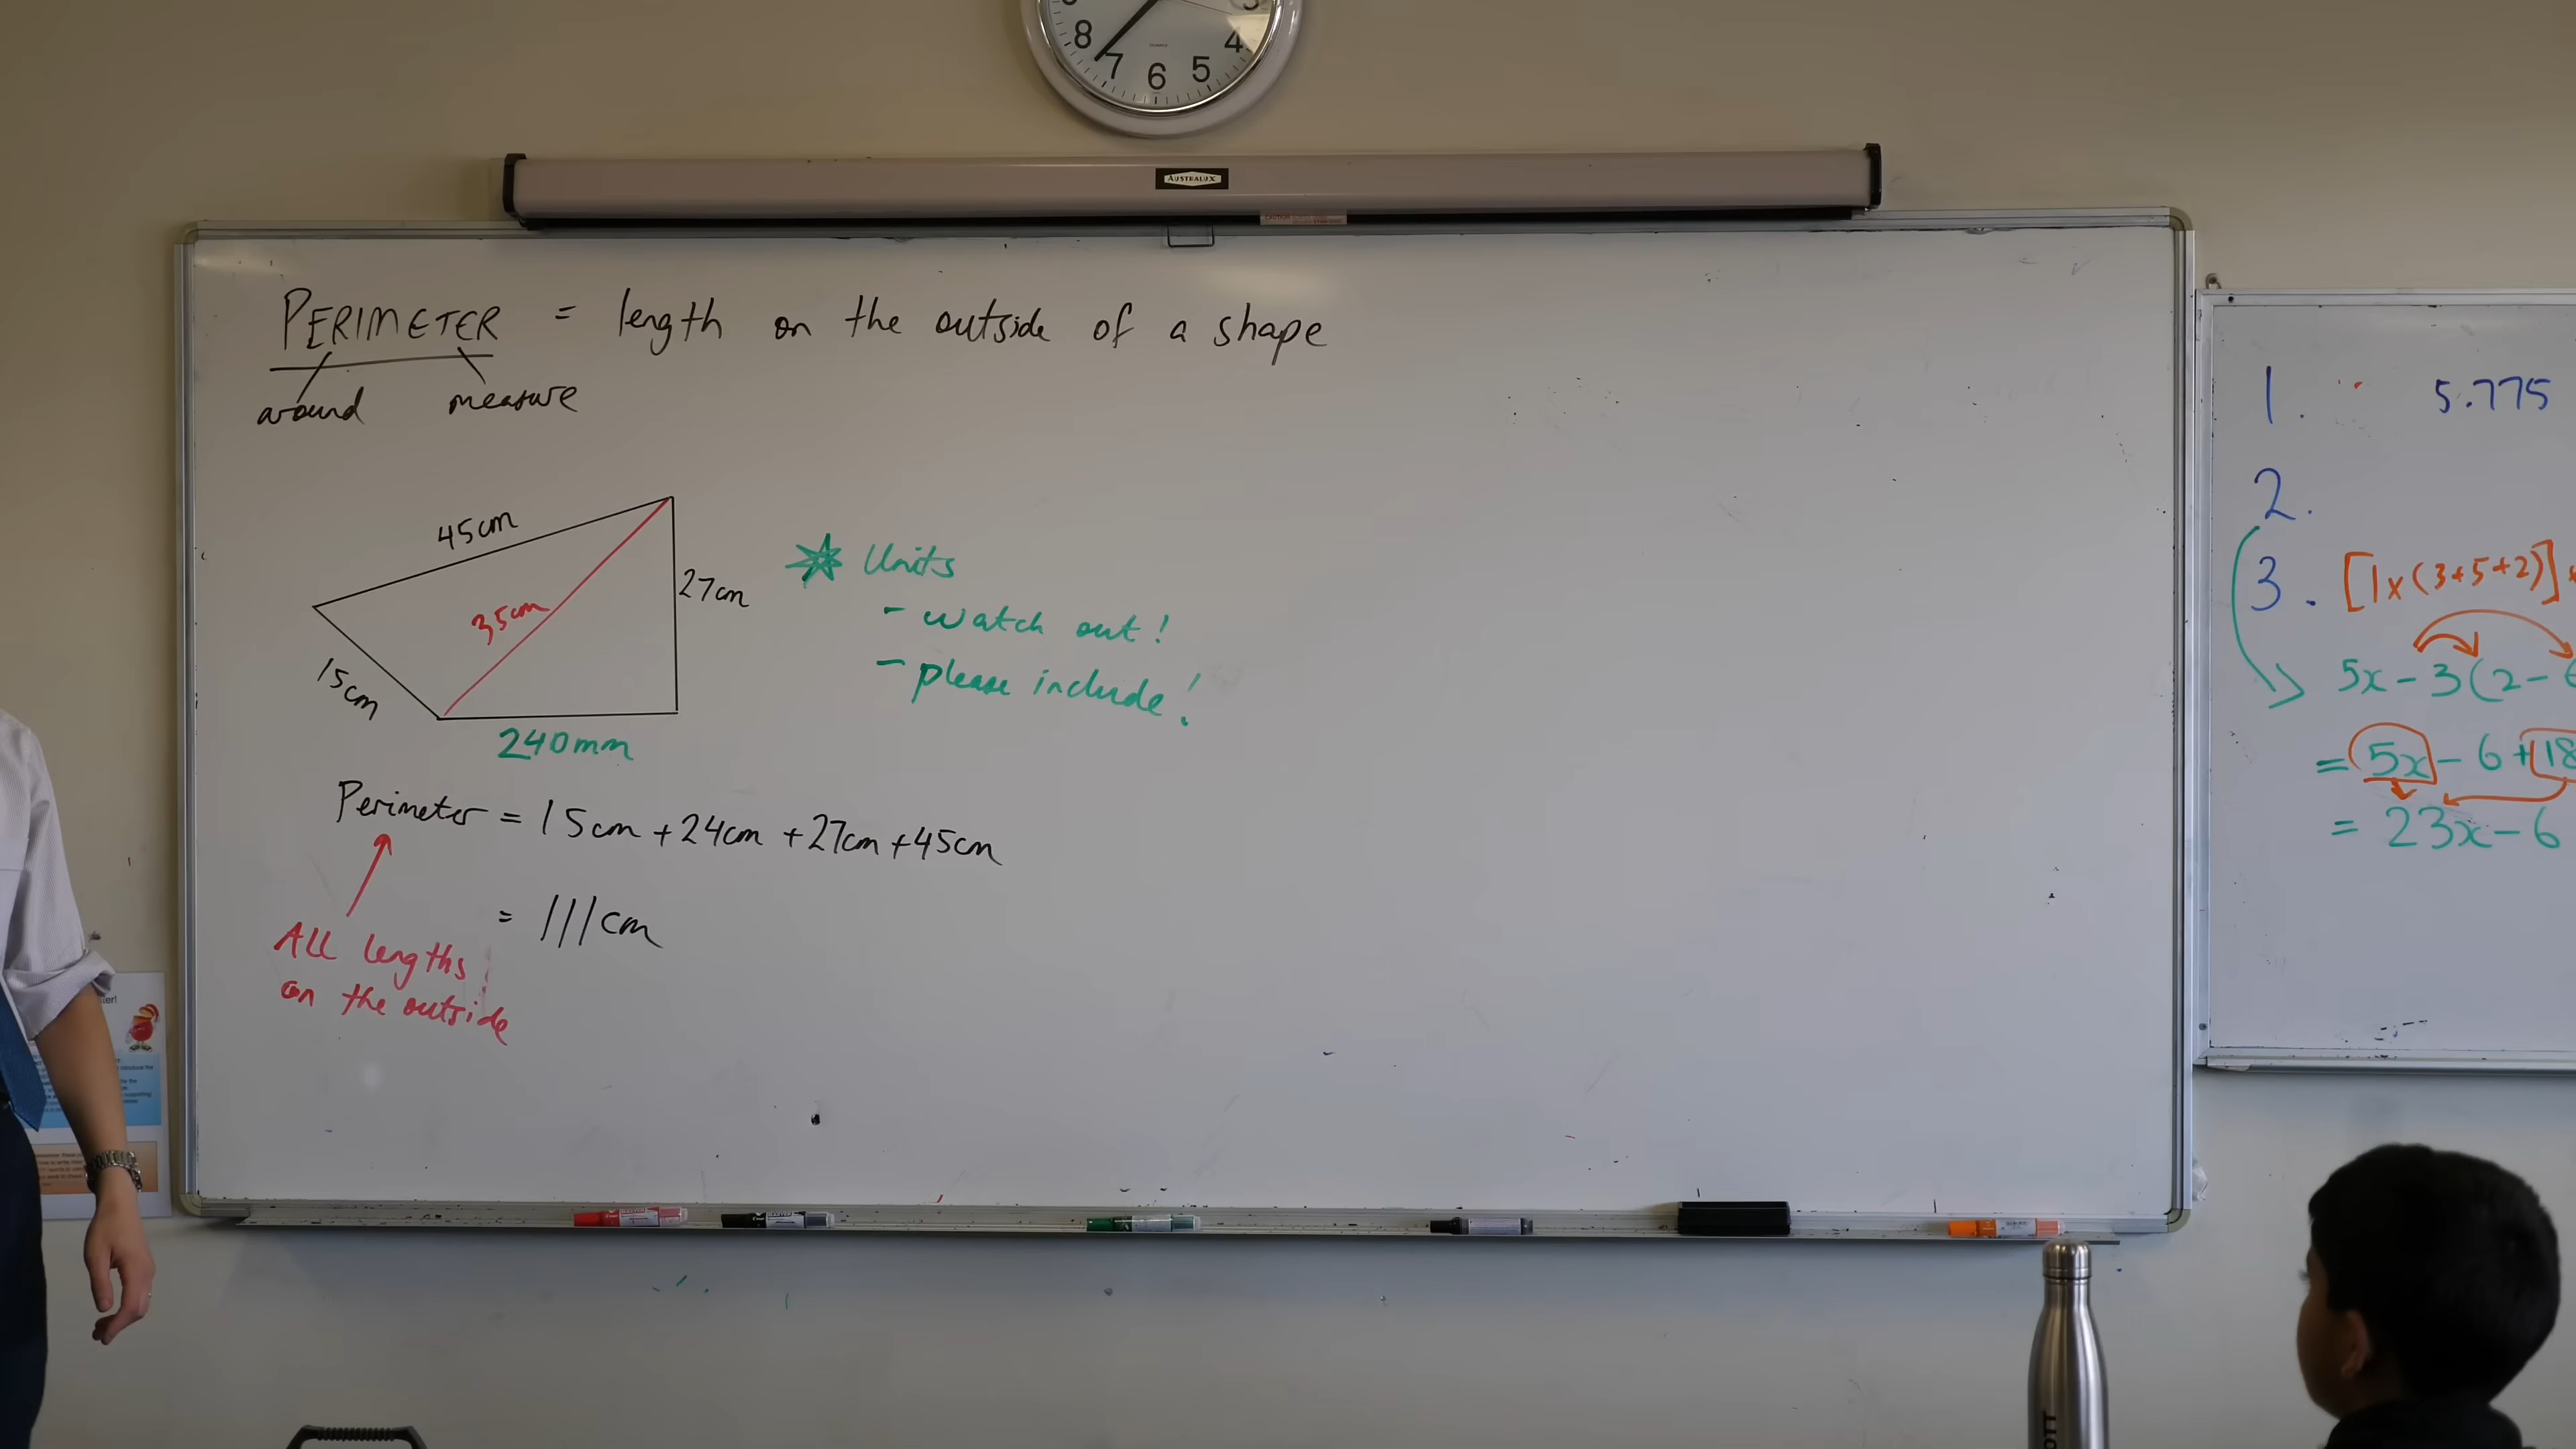 8
7
6
5
4
AUSTRALUX
PERIMETER = length on the outside of a shape
around measure
45cm
27cm
35cm
15cm
240mm
Units
- watch out!
- please include!
Perimeter = 15cm + 24cm + 27cm + 45cm
= 111cm
ALL lengths
on the outside
1. 5.775
2.
3. [1x(3+5+2)]
5x - 3(2 -
= 5x - 6 + 18
= 23x - 6
OTT